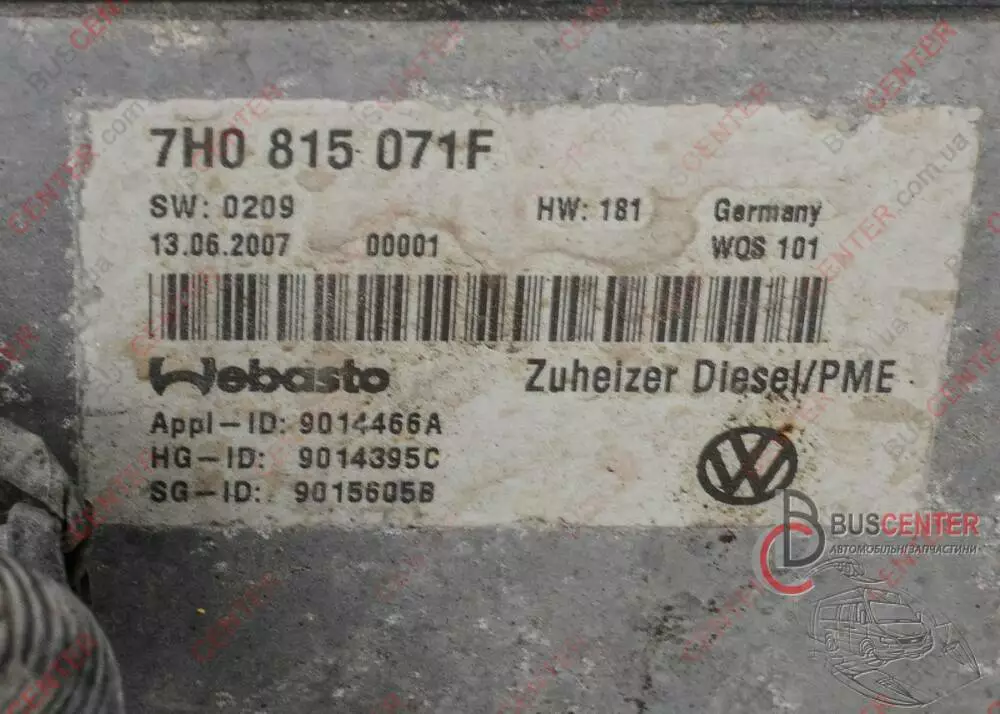 7H0 815 071F
SW: 0209 HW: 181 Germany
13.06.2007 00001 WQS 101
Webasto Zuheizer Diesel/PME
Appl-ID: 9014466A
HG-ID: 9014395C
SG-ID: 9015605B
BUSCENTER
АВТОМОБІЛЬНІ ЗАПЧАСТИНИ